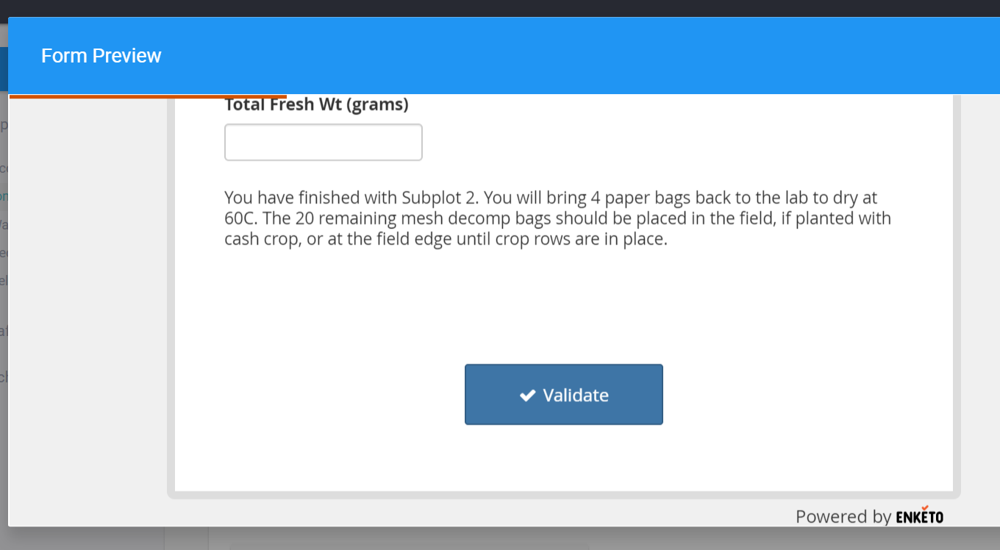 Form Preview
Total Fresh Wt (grams)
You have finished with Subplot 2. You will bring 4 paper bags back to the lab to dry at
60C. The 20 remaining mesh decomp bags should be placed in the field, if planted with
cash crop, or at the field edge until crop rows are in place.
Validate
Powered by ENKETO